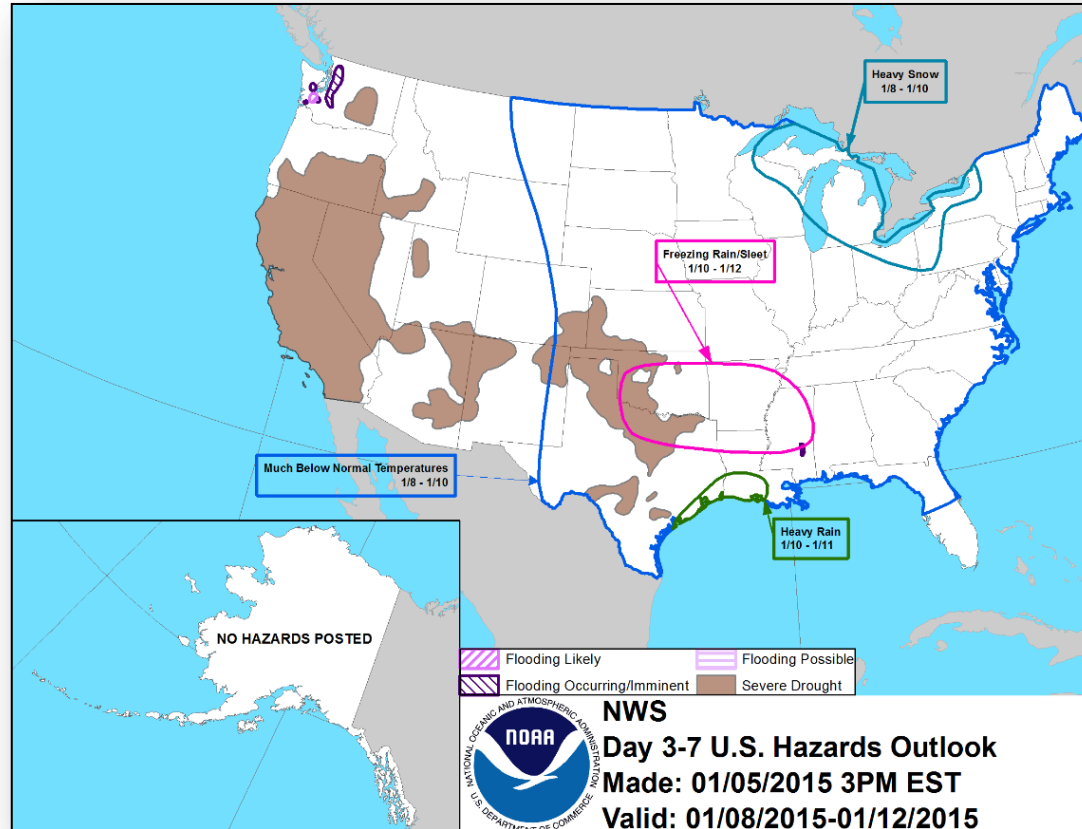 Heavy Snow
1/8 - 1/10
Freezing Rain/Sleet
1/10 - 1/12
Much Below Normal Temperatures
1/8 - 1/10
Heavy Rain
1/10 - 1/11
NO HAZARDS POSTED
Flooding Likely
Flooding Possible
Flooding Occurring/Imminent
Severe Drought
NATIONAL OCEANIC AND ATMOSPHERIC ADMINISTRATION
NOAA
U.S. DEPARTMENT OF COMMERCE
NWS
Day 3-7 U.S. Hazards Outlook
Made: 01/05/2015 3PM EST
Valid: 01/08/2015-01/12/2015